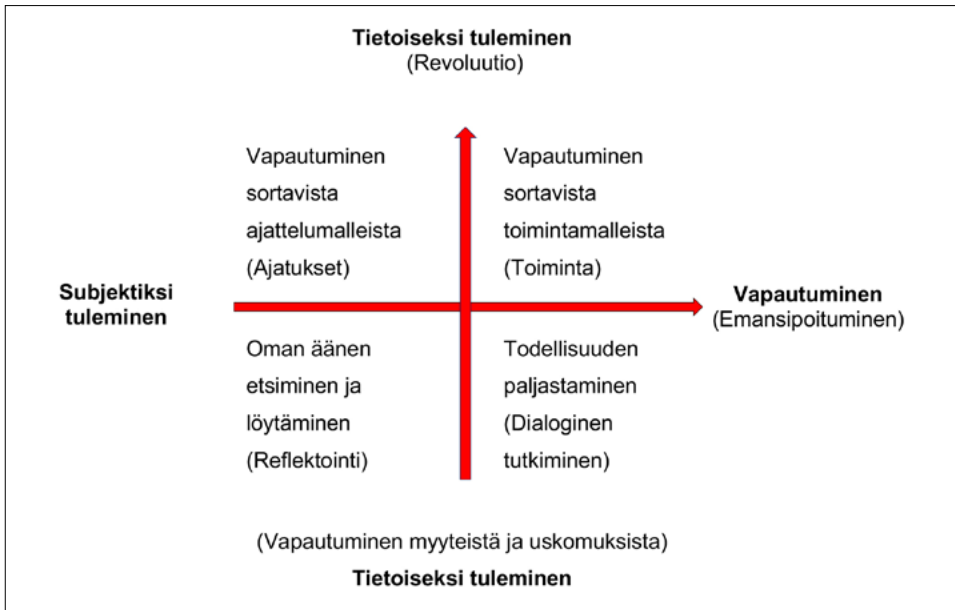 Tietoiseksi tuleminen
(Revoluutio)
Vapautuminen
sortavista
ajattelumalleista
(Ajatukset)
Vapautuminen
sortavista
toimintamalleista
(Toiminta)
Subjektiksi
tuleminen
Vapautuminen
(Emansipoituminen)
Oman äänen
etsiminen ja
löytäminen
(Reflektointi)
Todellisuuden
paljastaminen
(Dialoginen
tutkiminen)
(Vapautuminen myyteistä ja uskomuksista)
Tietoiseksi tuleminen